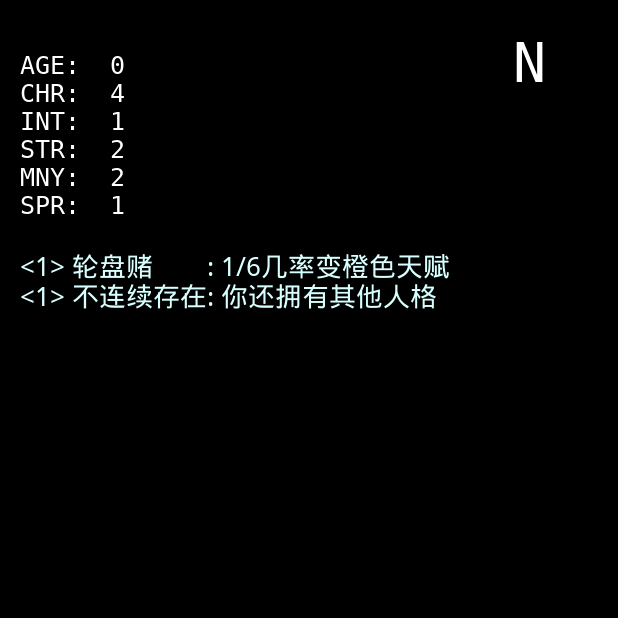 N
AGE: 0
CHR: 4
INT: 1
STR: 2
MNY: 2
SPR: 1
<1> 轮盘赌 : 1/6几率变橙色天赋
<1> 不连续存在: 你还拥有其他人格